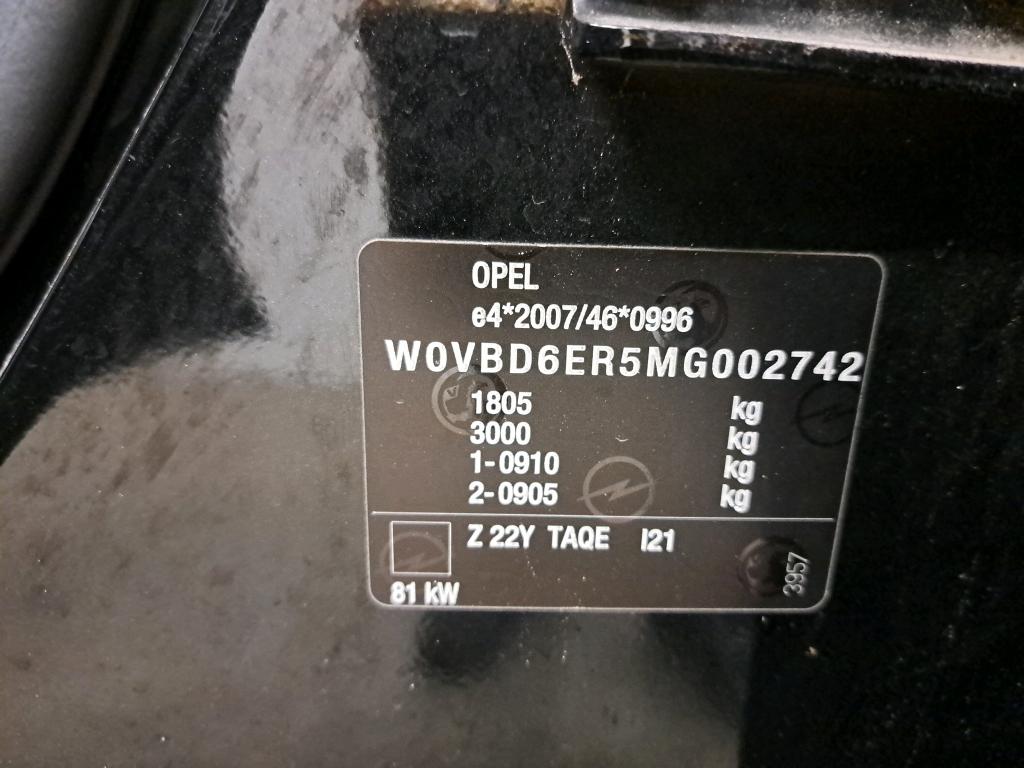 OPEL
e4*2007/46*0996
W0VBD6ER5MG002742
1805 kg
3000 kg
1-0910 kg
2-0905 kg
Z 22Y TAQE I21
81 kW
3957